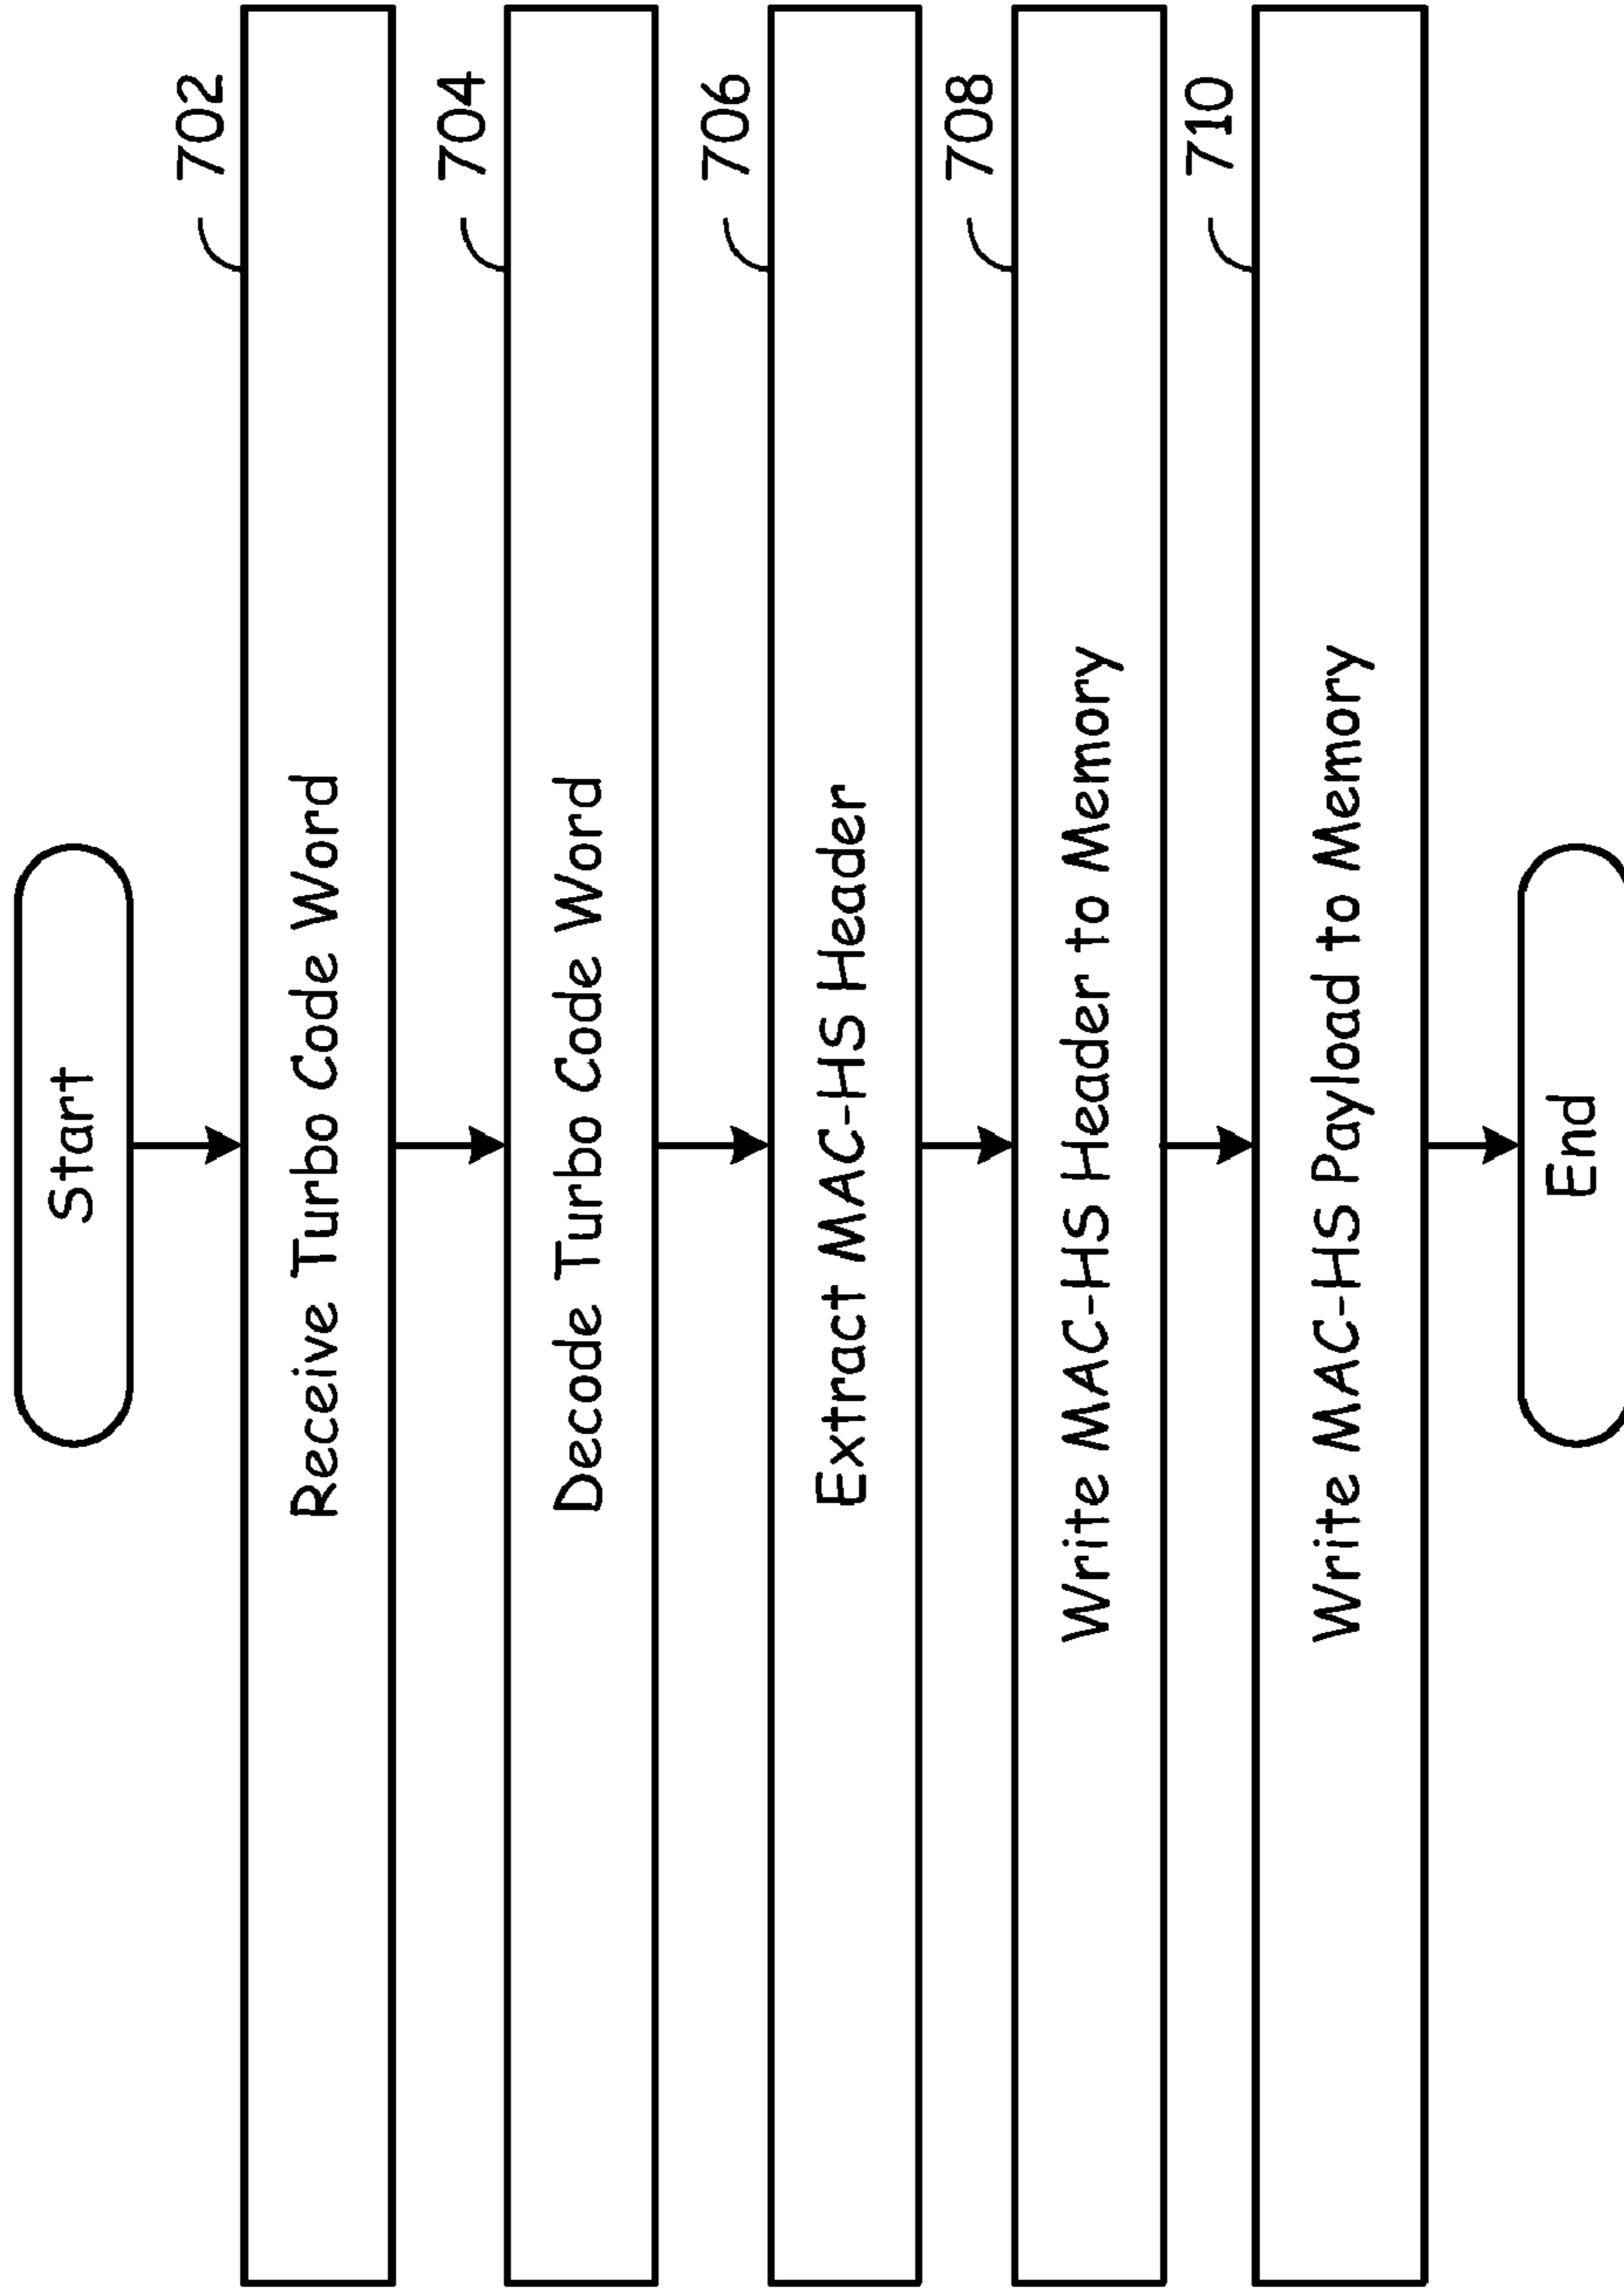 Start
702
Receive Turbo Code Word
704
Decode Turbo Code Word
706
Extract MAC-HS Header
708
Write MAC-HS Header to Memory
710
Write MAC-HS Payload to Memory
End